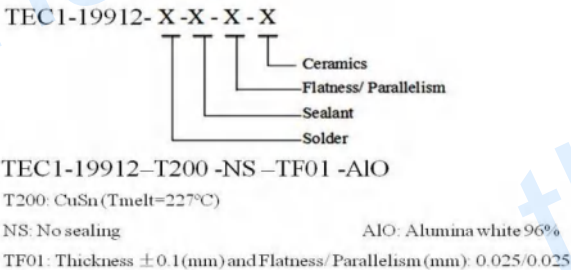 TEC1-19912- X -X - X - X
Ceramics
Flatness/ Parallelism
Sealant
Solder
TEC1-19912–T200 -NS –TF01 -AlO
T200: CuSn(Tmelt=227℃)
NS: No sealing AlO: Alumina white 96%
TF01: Thickness ±0.1(mm)and Flatness/Parallelism(mm): 0.025/0.025